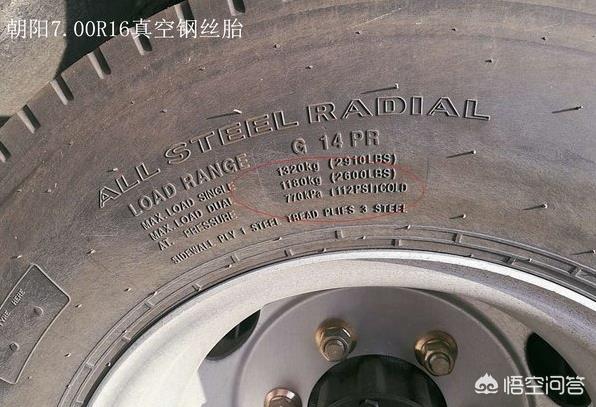 朝阳7.00R16真空钢丝胎
ALL STEEL RADIAL
LOAD RANGE G 14 PR
MAX. LOAD SINGLE 1320kg (2910LBS)
MAX. LOAD DUAL 1180kg (2600LBS)
AT. PRESSURE 770kPa (112PSI)COLD
SIDEWALL PLY 1 STEEL TREAD PLIES 3 STEEL
HERE
悟空问答